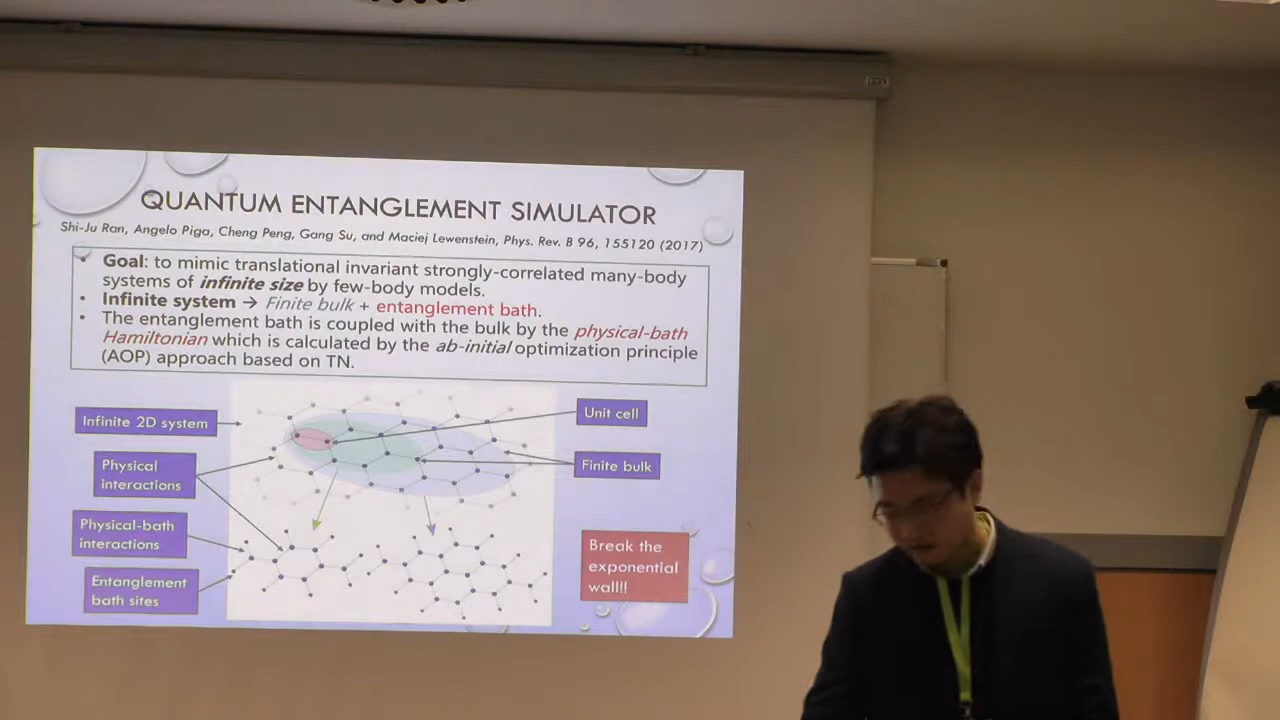 QUANTUM ENTANGLEMENT SIMULATOR
Shi-Ju Ran, Angelo Piga, Cheng Peng, Gang Su, and Maciej Lewenstein, Phys. Rev. B 96, 155120 (2017)
• Goal: to mimic translational invariant strongly-correlated many-body
systems of infinite size by few-body models.
• Infinite system → Finite bulk + entanglement bath.
• The entanglement bath is coupled with the bulk by the physical-bath
Hamiltonian which is calculated by the ab-initial optimization principle
(AOP) approach based on TN.
Infinite 2D system
Unit cell
Physical
interactions
Finite bulk
Physical-bath
interactions
Entanglement
bath sites
Break the
exponential
wall!!